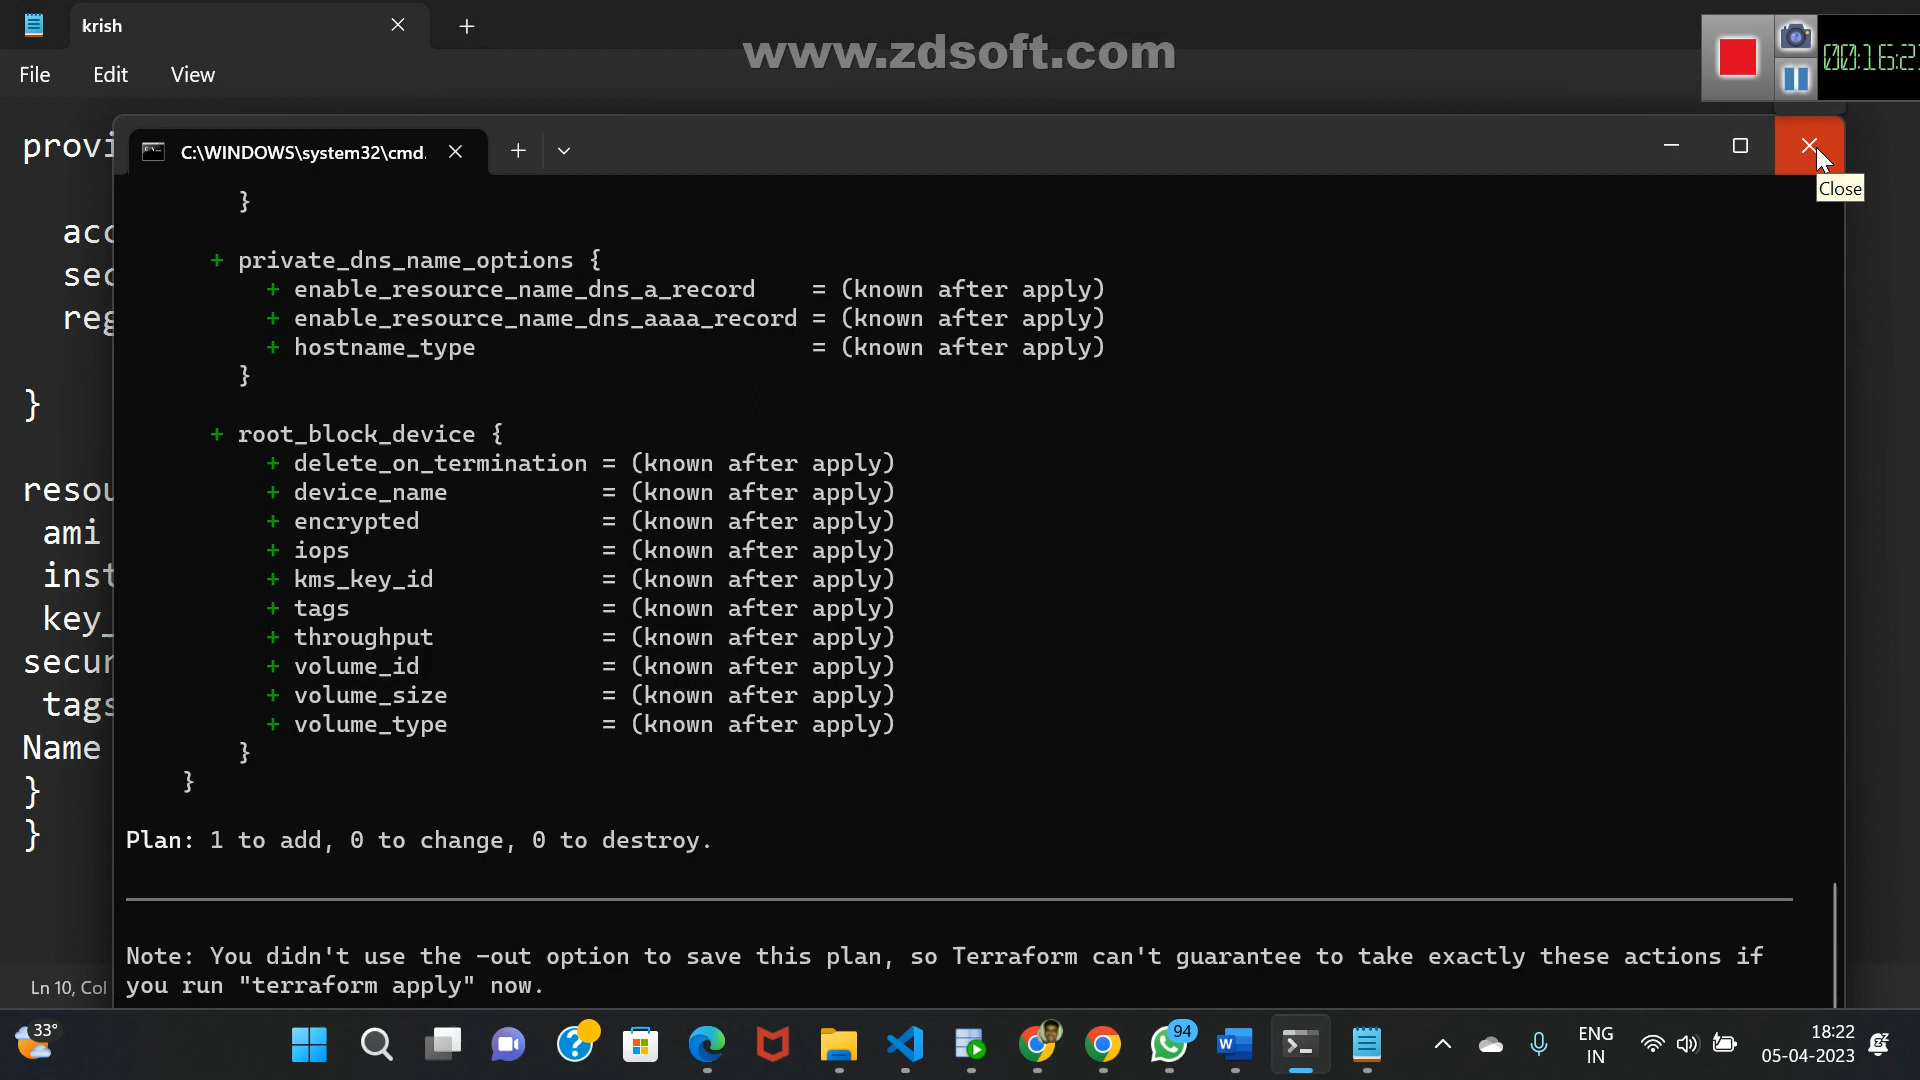 krish
www.zdsoft.com
File Edit View
C:\WINDOWS\system32\cmd.
Close
provi
acc
sec
reg
}
resou
ami
inst
key_
secur
tags
Name
}
}
}
+ private_dns_name_options {
+ enable_resource_name_dns_a_record = (known after apply)
+ enable_resource_name_dns_aaaa_record = (known after apply)
+ hostname_type = (known after apply)
}
+ root_block_device {
+ delete_on_termination = (known after apply)
+ device_name = (known after apply)
+ encrypted = (known after apply)
+ iops = (known after apply)
+ kms_key_id = (known after apply)
+ tags = (known after apply)
+ throughput = (known after apply)
+ volume_id = (known after apply)
+ volume_size = (known after apply)
+ volume_type = (known after apply)
}
}
Plan: 1 to add, 0 to change, 0 to destroy.
Note: You didn't use the -out option to save this plan, so Terraform can't guarantee to take exactly these actions if
you run "terraform apply" now.
Ln 10, Col
33°
94
ENG
IN
18:22
05-04-2023